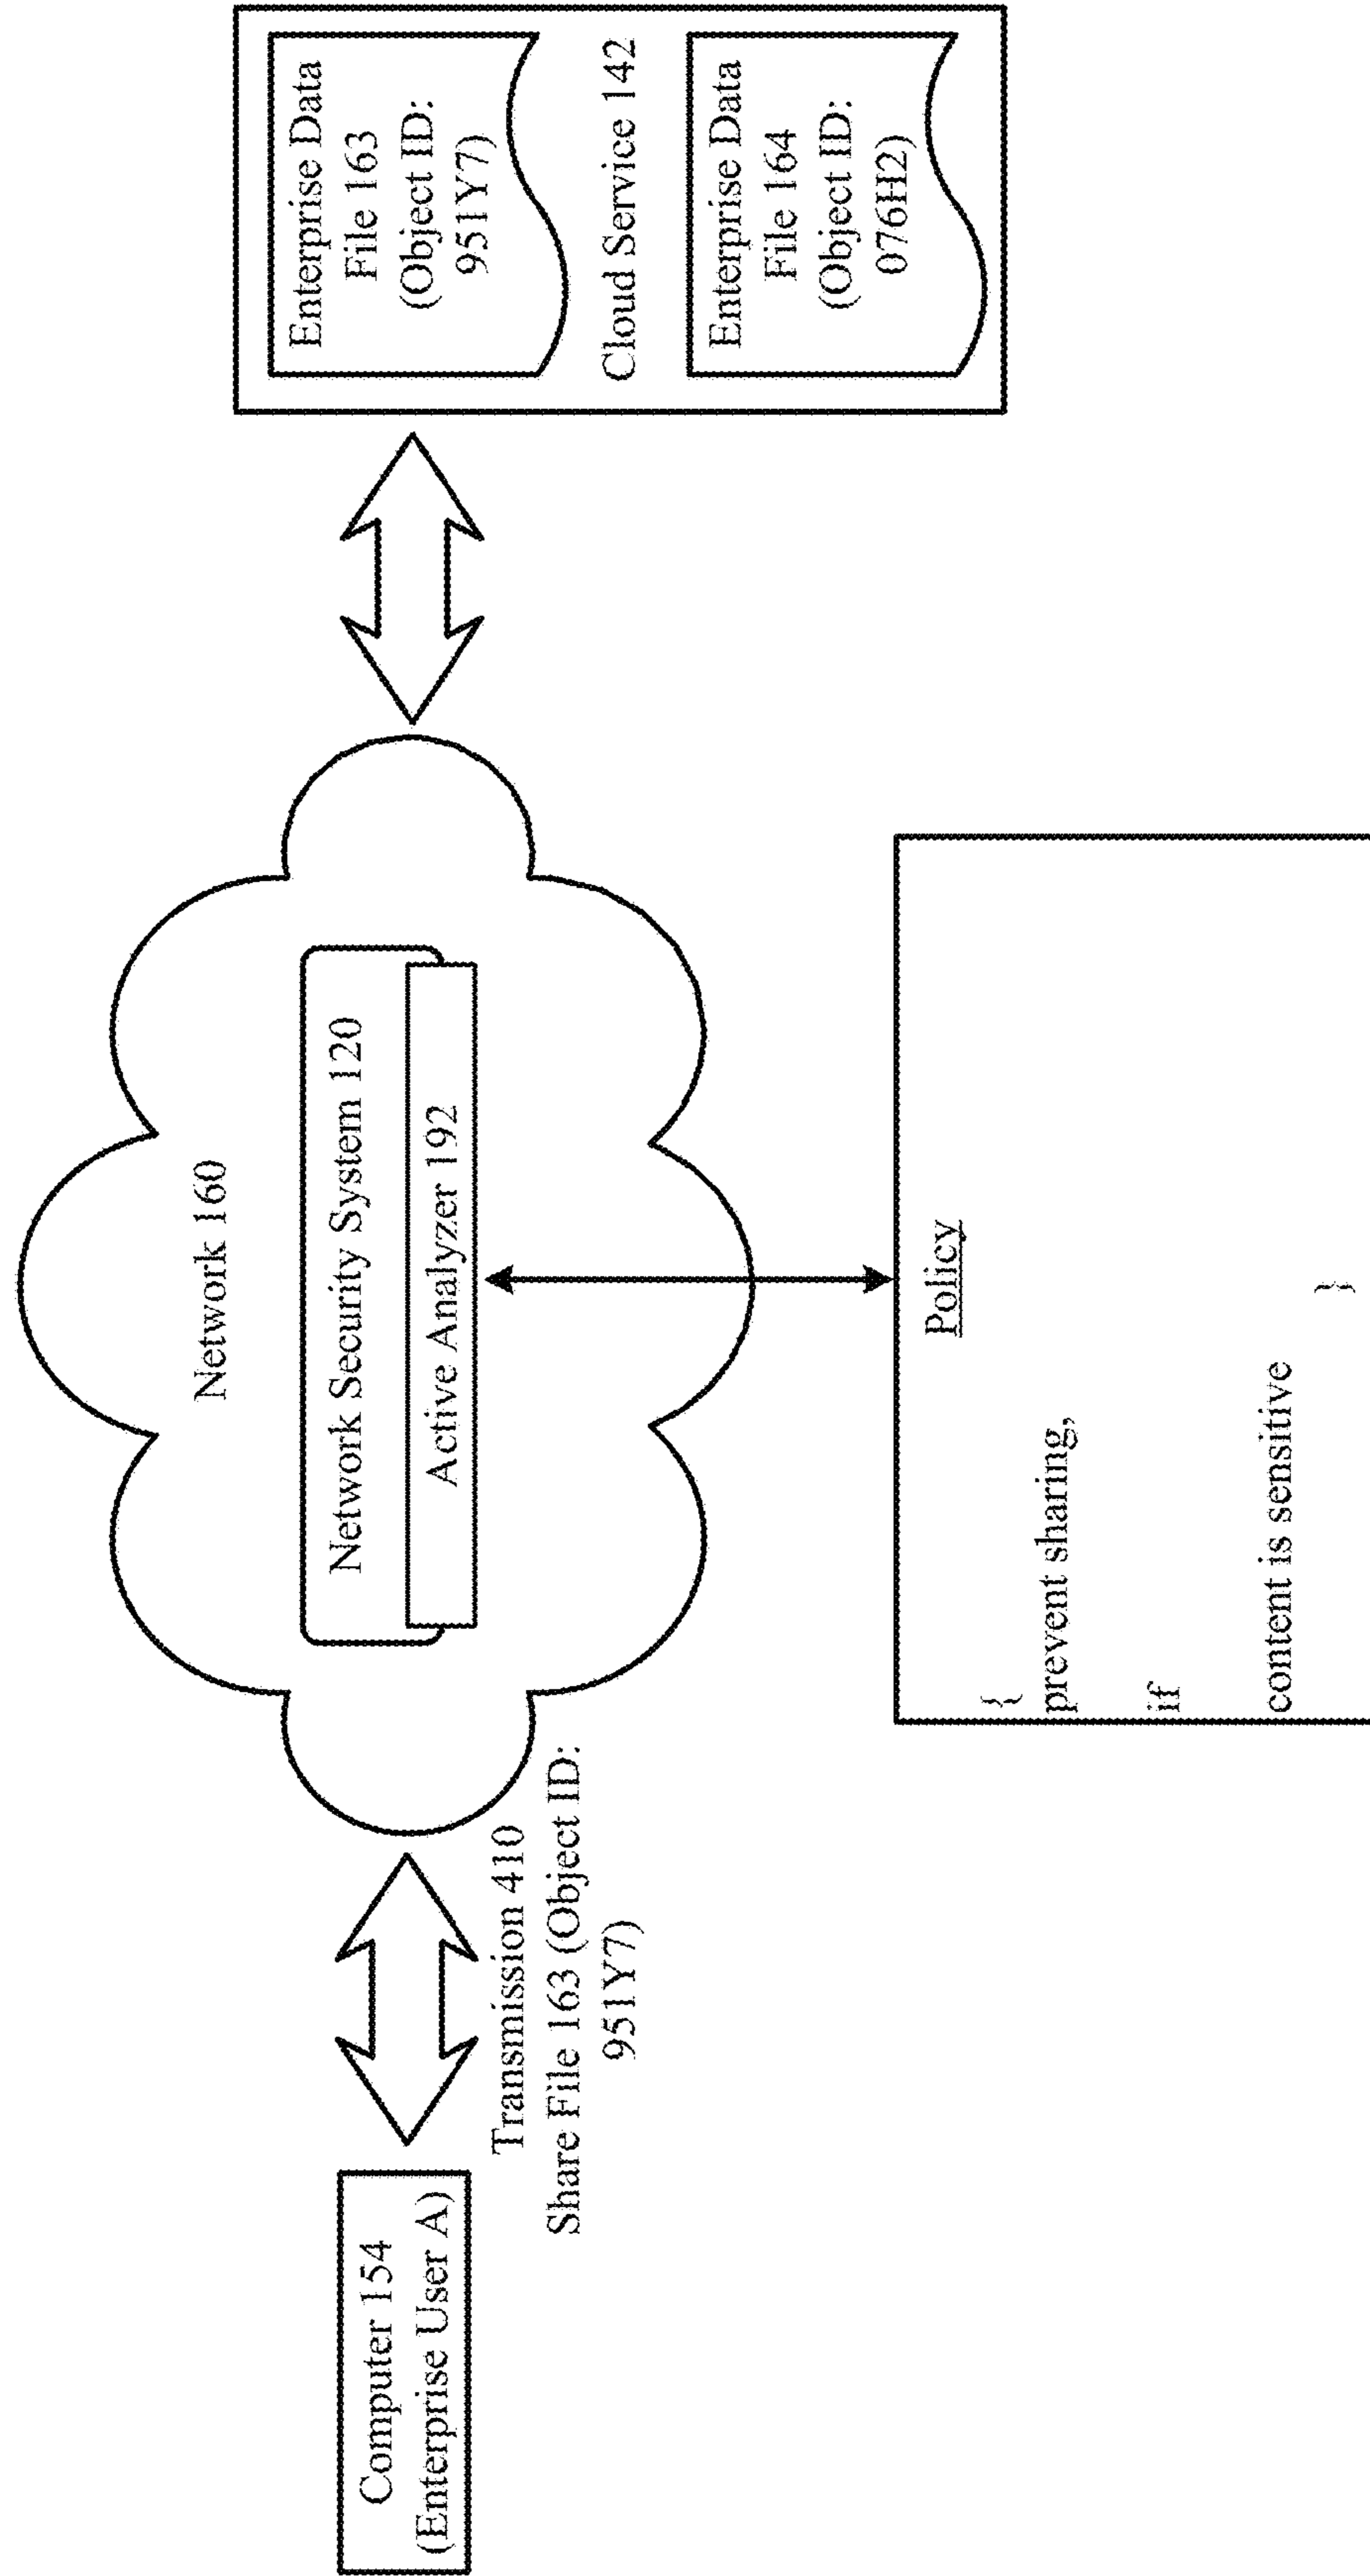 Computer 154
(Enterprise User A)
Transmission 410
Share File 163 (Object ID:
951Y7)
Network 160
Network Security System 120
Active Analyzer 192
Policy
{
prevent sharing,
if
content is sensitive
}
Enterprise Data
File 163
(Object ID:
951Y7)
Cloud Service 142
Enterprise Data
File 164
(Object ID:
076H2)